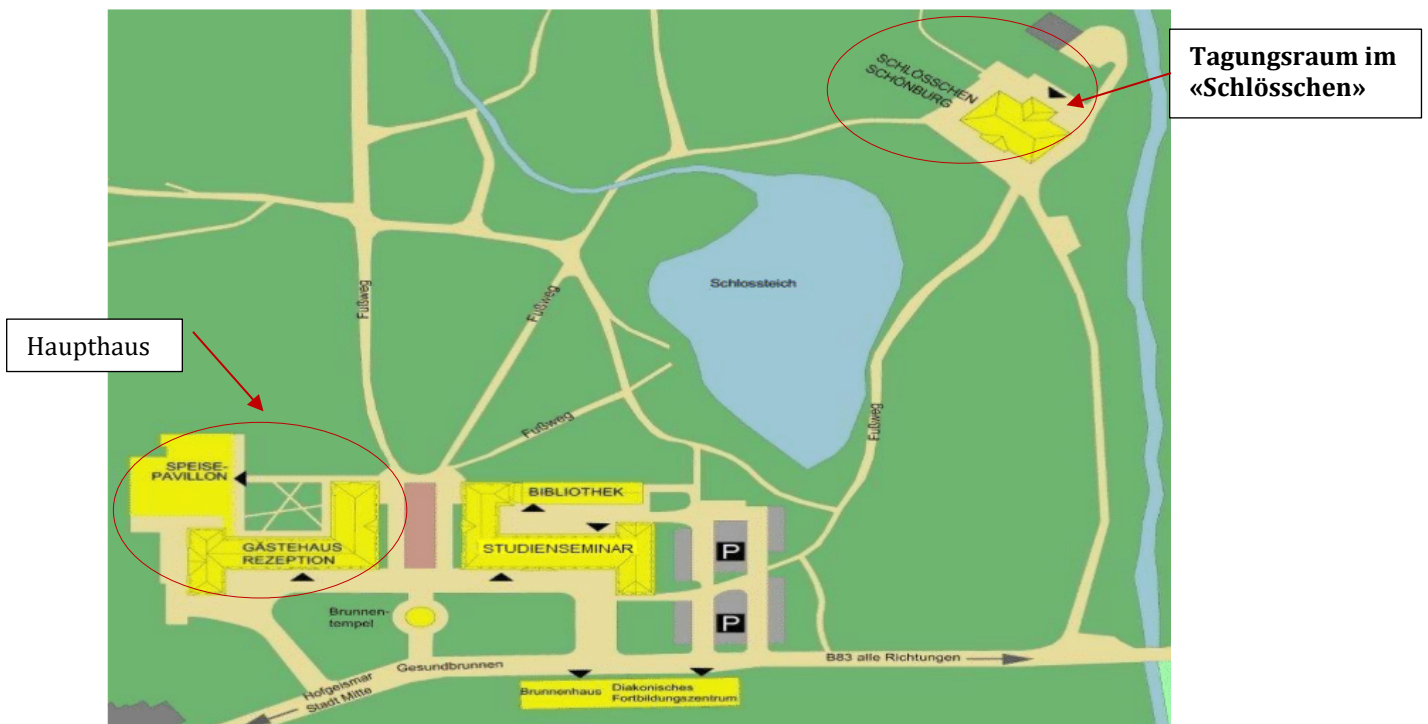 SCHLÖSSCHEN
SCHÖNBURG
Tagungsraum im
«Schlösschen»
Schlossteich
Fußweg
Fußweg
Haupthaus
Fußweg
Fußweg
SPEISE-
PAVILLON
BIBLIOTHEK
GÄSTEHAUS
REZEPTION
STUDIENSEMINAR
P
P
Brunnen-
tempel
Gesundbrunnen
B83 alle Richtungen
Hofgeismar
Stadt Mitte
Brunnenhaus
Diakonisches
Fortbildungszentrum